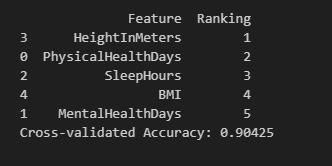 Feature Ranking
3 HeightInMeters 1
0 PhysicalHealthDays 2
2 SleepHours 3
4 BMI 4
1 MentalHealthDays 5
Cross-validated Accuracy: 0.90425